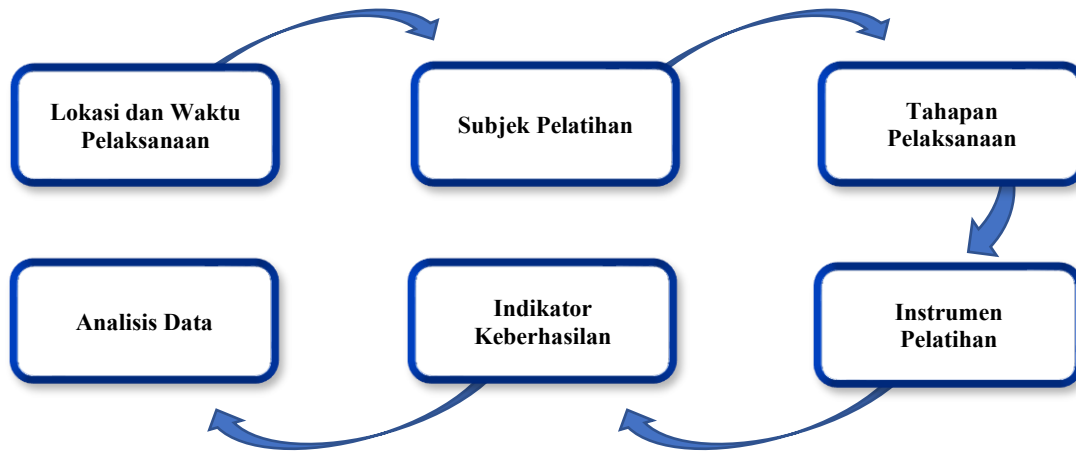 Lokasi dan Waktu
Pelaksanaan
Subjek Pelatihan
Tahapan
Pelaksanaan
Instrumen
Pelatihan
Indikator
Keberhasilan
Analisis Data